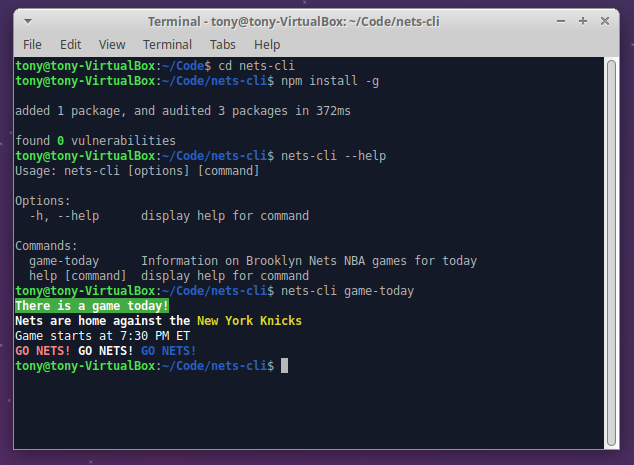 Terminal - tony@tony-VirtualBox: ~/Code/nets-cli
File Edit View Terminal Tabs Help
tony@tony-VirtualBox:~/Code$ cd nets-cli
tony@tony-VirtualBox:~/Code/nets-cli$ npm install -g
added 1 package, and audited 3 packages in 372ms
found 0 vulnerabilities
tony@tony-VirtualBox:~/Code/nets-cli$ nets-cli --help
Usage: nets-cli [options] [command]
Options:
-h, --help display help for command
Commands:
game-today Information on Brooklyn Nets NBA games for today
help [command] display help for command
tony@tony-VirtualBox:~/Code/nets-cli$ nets-cli game-today
There is a game today!
Nets are home against the New York Knicks
Game starts at 7:30 PM ET
GO NETS! GO NETS! GO NETS!
tony@tony-VirtualBox:~/Code/nets-cli$